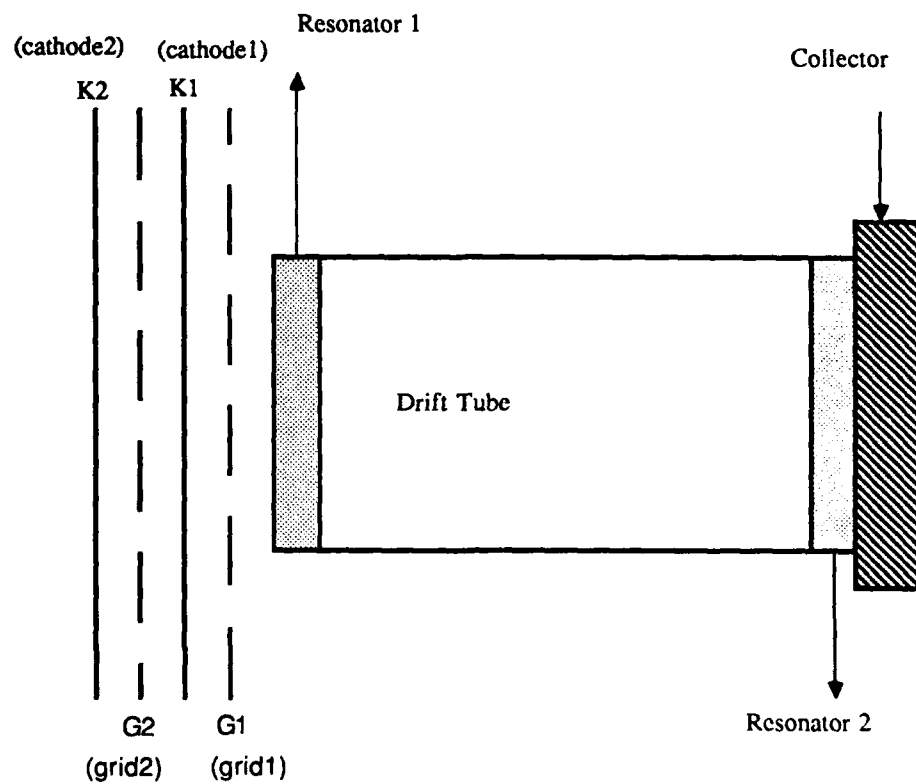 Resonator 1
(cathode2)
(cathode1)
Collector
K2
K1
Drift Tube
G2
G1
Resonator 2
(grid2)
(grid1)